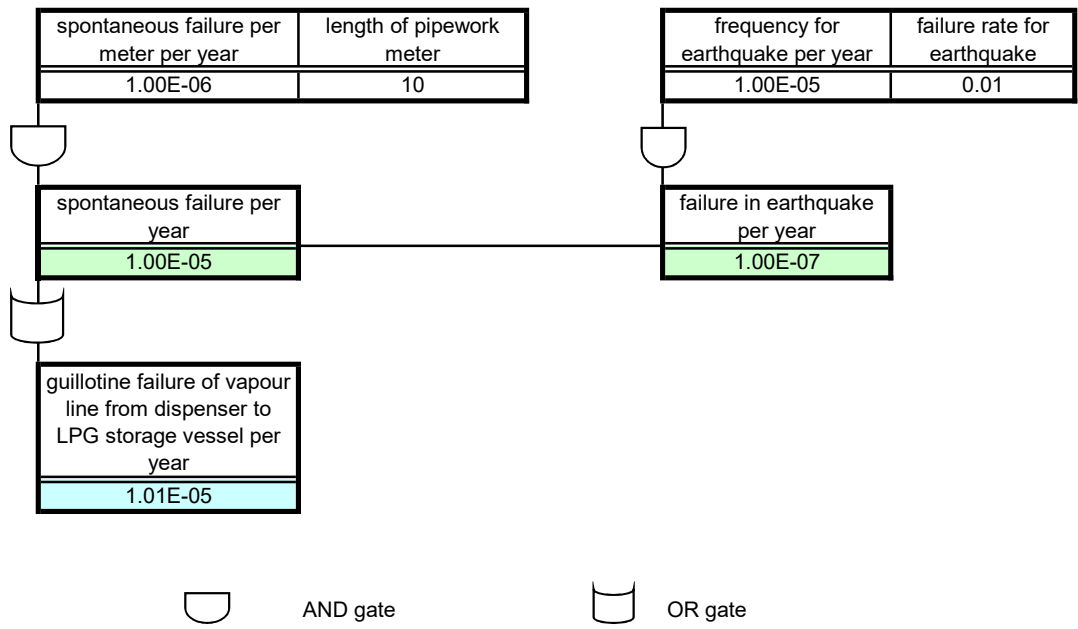 spontaneous failure per
meter per year
length of pipework
meter
1.00E-06
10
frequency for
earthquake per year
failure rate for
earthquake
1.00E-05
0.01
spontaneous failure per
year
1.00E-05
failure in earthquake
per year
1.00E-07
guillotine failure of vapour
line from dispenser to
LPG storage vessel per
year
1.01E-05
AND gate
OR gate